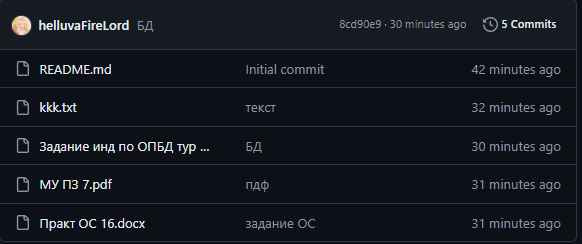 helluvaFireLord БД 8cd90e9 · 30 minutes ago 5 Commits
README.md Initial commit 42 minutes ago
kkk.txt текст 32 minutes ago
Задание инд по ОПБД тур ... БД 30 minutes ago
МУ ПЗ 7.pdf пдф 31 minutes ago
Практ ОС 16.docx задание ОС 31 minutes ago